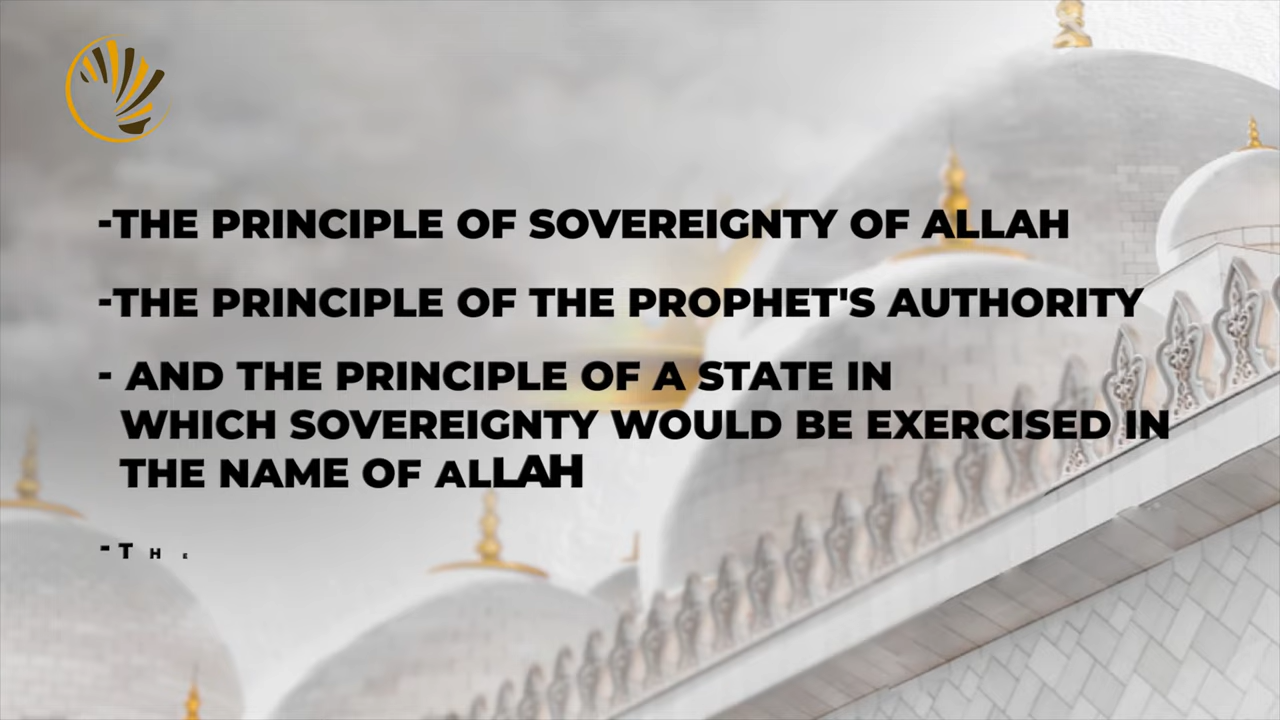 -THE PRINCIPLE OF SOVEREIGNTY OF ALLAH
-THE PRINCIPLE OF THE PROPHET'S AUTHORITY
- AND THE PRINCIPLE OF A STATE IN
WHICH SOVEREIGNTY WOULD BE EXERCISED IN
THE NAME OF ALLAH
-THE